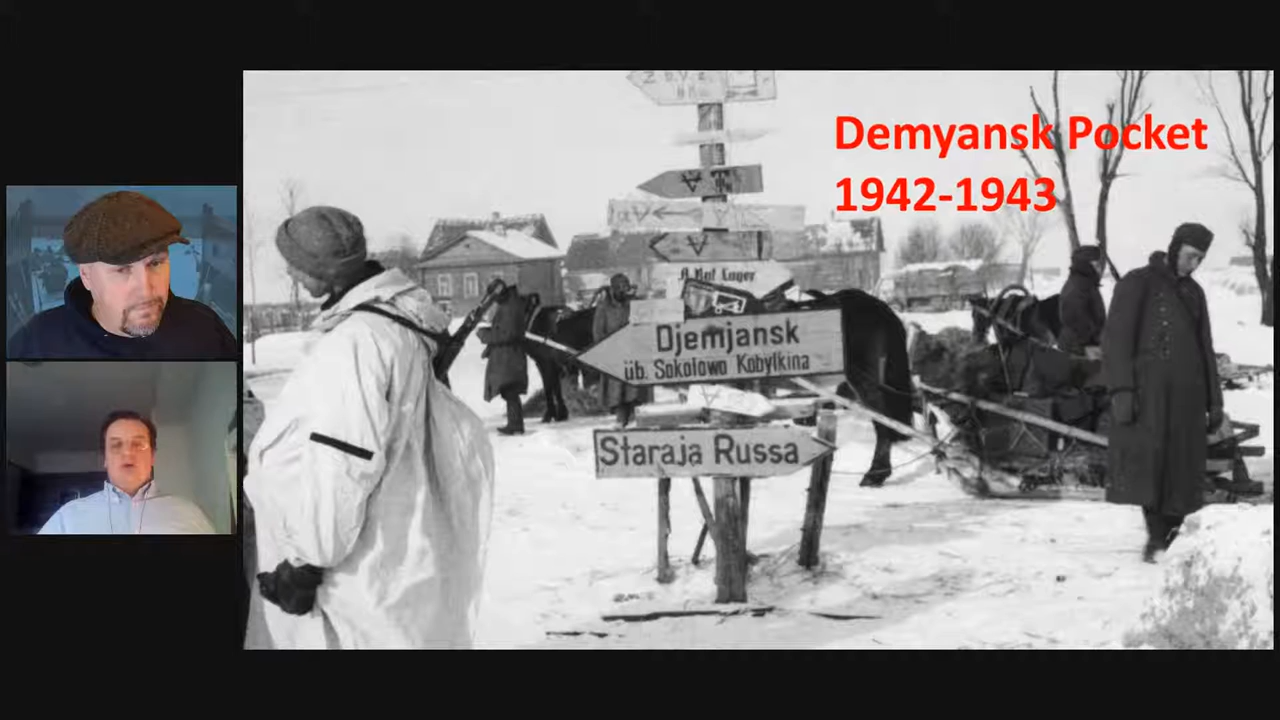 Demyansk Pocket
1942-1943
Djemjansk
üb. Sokolowo Kobylkina
Staraja Russa